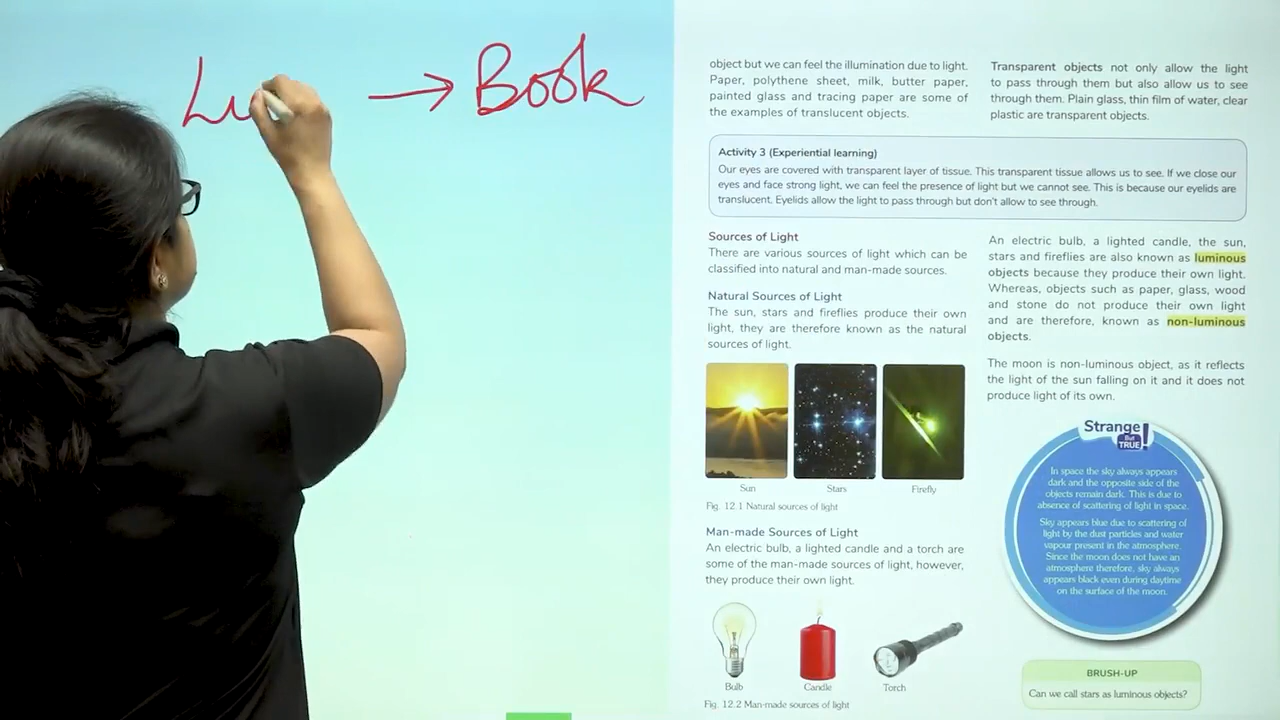 Lu → Book
object but we can feel the illumination due to light.
Paper, polythene sheet, milk, butter paper,
painted glass and tracing paper are some of
the examples of translucent objects.
Transparent objects not only allow the light
to pass through them but also allow us to see
through them. Plain glass, thin film of water, clear
plastic are transparent objects.
Activity 3 (Experiential learning)
Our eyes are covered with transparent layer of tissue. This transparent tissue allows us to see. If we close our
eyes and face strong light, we can feel the presence of light but we cannot see. This is because our eyelids are
translucent. Eyelids allow the light to pass through but don't allow to see through.
Sources of Light
There are various sources of light which can be
classified into natural and man-made sources.
Natural Sources of Light
The sun, stars and fireflies produce their own
light, they are therefore known as the natural
sources of light.
Sun
Stars
Firefly
Fig. 12.1 Natural sources of light
Man-made Sources of Light
An electric bulb, a lighted candle and a torch are
some of the man-made sources of light, however,
they produce their own light.
Bulb
Candle
Torch
Fig. 12.2 Man-made sources of light
An electric bulb, a lighted candle, the sun,
stars and fireflies are also known as luminous
objects because they produce their own light.
Whereas, objects such as paper, glass, wood
and stone do not produce their own light
and are therefore, known as non-luminous
objects.
The moon is non-luminous object, as it reflects
the light of the sun falling on it and it does not
produce light of its own.
Strange
But
TRUE!
In space the sky always appears
dark and the opposite side of the
objects remain dark. This is due to
absence of scattering of light in space.
Sky appears blue due to scattering of
light by the dust particles and water
vapour present in the atmosphere.
Since the moon does not have an
atmosphere therefore, sky always
appears black even during daytime
on the surface of the moon.
BRUSH-UP
Can we call stars as luminous objects?